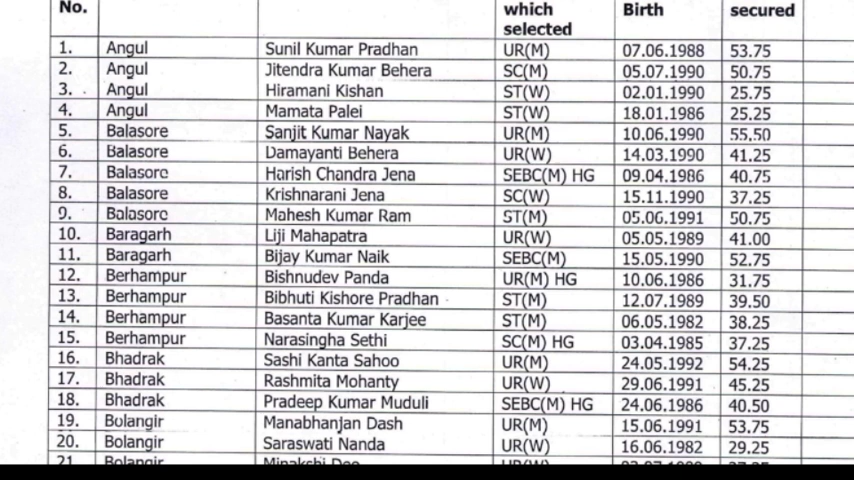 No. which selected Birth secured
1. Angul Sunil Kumar Pradhan UR(M) 07.06.1988 53.75
2. Angul Jitendra Kumar Behera SC(M) 05.07.1990 50.75
3. Angul Hiramani Kishan ST(W) 02.01.1990 25.75
4. Angul Mamata Palei ST(W) 18.01.1986 25.25
5. Balasore Sanjit Kumar Nayak UR(M) 10.06.1990 55.50
6. Balasore Damayanti Behera UR(W) 14.03.1990 41.25
7. Balasore Harish Chandra Jena SEBC(M) HG 09.04.1986 40.75
8. Balasore Krishnarani Jena SC(W) 15.11.1990 37.25
9. Balasore Mahesh Kumar Ram ST(M) 05.06.1991 50.75
10. Baragarh Liji Mahapatra UR(W) 05.05.1989 41.00
11. Baragarh Bijay Kumar Naik SEBC(M) 15.05.1990 52.75
12. Berhampur Bishnudev Panda UR(M) HG 10.06.1986 31.75
13. Berhampur Bibhuti Kishore Pradhan ST(M) 12.07.1989 39.50
14. Berhampur Basanta Kumar Karjee ST(M) 06.05.1982 38.25
15. Berhampur Narasingha Sethi SC(M) HG 03.04.1985 37.25
16. Bhadrak Sashi Kanta Sahoo UR(M) 24.05.1992 54.25
17. Bhadrak Rashmita Mohanty UR(W) 29.06.1991 45.25
18. Bhadrak Pradeep Kumar Muduli SEBC(M) HG 24.06.1986 40.50
19. Bolangir Manabhanjan Dash UR(M) 15.06.1991 53.75
20. Bolangir Saraswati Nanda UR(W) 16.06.1982 29.25
21 Bolangir